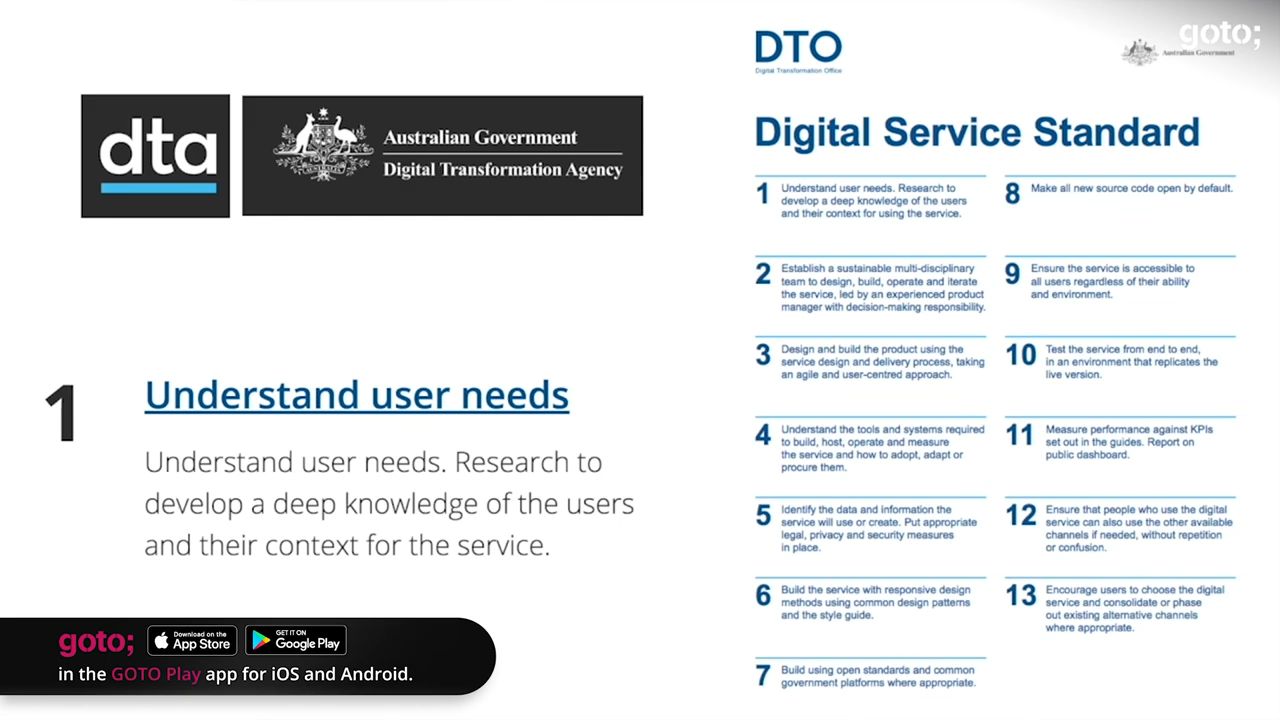 dta
Australian Government
Digital Transformation Agency
1
Understand user needs
Understand user needs. Research to
develop a deep knowledge of the users
and their context for the service.
DTO
Digital Transformation Office
goto;
Australian Government
Digital Service Standard
1
Understand user needs. Research to
develop a deep knowledge of the users
and their context for using the service.
2
Establish a sustainable multi-disciplinary
team to design, build, operate and iterate
the service, led by an experienced product
manager with decision-making responsibility.
3
Design and build the product using the
service design and delivery process, taking
an agile and user-centred approach.
4
Understand the tools and systems required
to build, host, operate and measure
the service and how to adopt, adapt or
procure them.
5
Identify the data and information the
service will use or create. Put appropriate
legal, privacy and security measures
in place.
6
Build the service with responsive design
methods using common design patterns
and the style guide.
7
Build using open standards and common
government platforms where appropriate.
8
Make all new source code open by default.
9
Ensure the service is accessible to
all users regardless of their ability
and environment.
10
Test the service from end to end,
in an environment that replicates the
live version.
11
Measure performance against KPIs
set out in the guides. Report on
public dashboard.
12
Ensure that people who use the digital
service can also use the other available
channels if needed, without repetition
or confusion.
13
Encourage users to choose the digital
service and consolidate or phase
out existing alternative channels
where appropriate.
goto;
Download on the
App Store
GET IT ON
Google Play
in the GOTO Play app for iOS and Android.